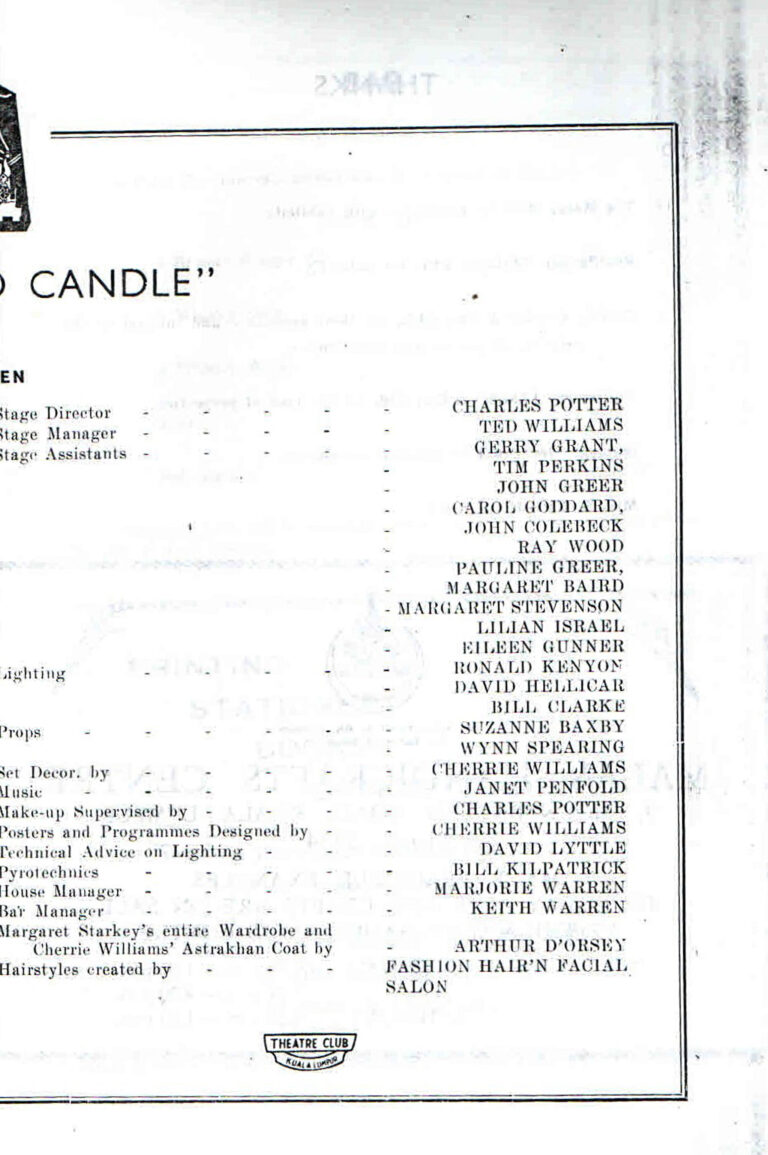 CANDLE"
EN
Stage Director - - - - - CHARLES POTTER
Stage Manager - - - - - TED WILLIAMS
Stage Assistants - - - - GERRY GRANT,
- TIM PERKINS
- JOHN GREER
- CAROL GODDARD,
- JOHN COLEBECK
- RAY WOOD
- PAULINE GREER,
- MARGARET BAIRD
- MARGARET STEVENSON
- LILIAN ISRAEL
- EILEEN GUNNER
Lighting - - - - - RONALD KENYON
- DAVID HELLICAR
- BILL CLARKE
Props - - - - - - SUZANNE BAXBY
- WYNN SPEARING
Set Decor. by - - - - - CHERRIE WILLIAMS
Music - - - - - JANET PENFOLD
Make-up Supervised by - - - - CHARLES POTTER
Posters and Programmes Designed by - - CHERRIE WILLIAMS
Technical Advice on Lighting - - - DAVID LYTTLE
Pyrotechnics - - - - - BILL KILPATRICK
House Manager - - - - - MARJORIE WARREN
Bar Manager - - - - - KEITH WARREN
Margaret Starkey's entire Wardrobe and
Cherrie Williams' Astrakhan Coat by - ARTHUR D'ORSEY
Hairstyles created by - - - FASHION HAIR'N FACIAL
SALON
THEATRE CLUB
KUALA LUMPUR